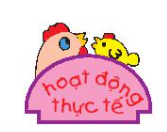 hoạt động
thực tế